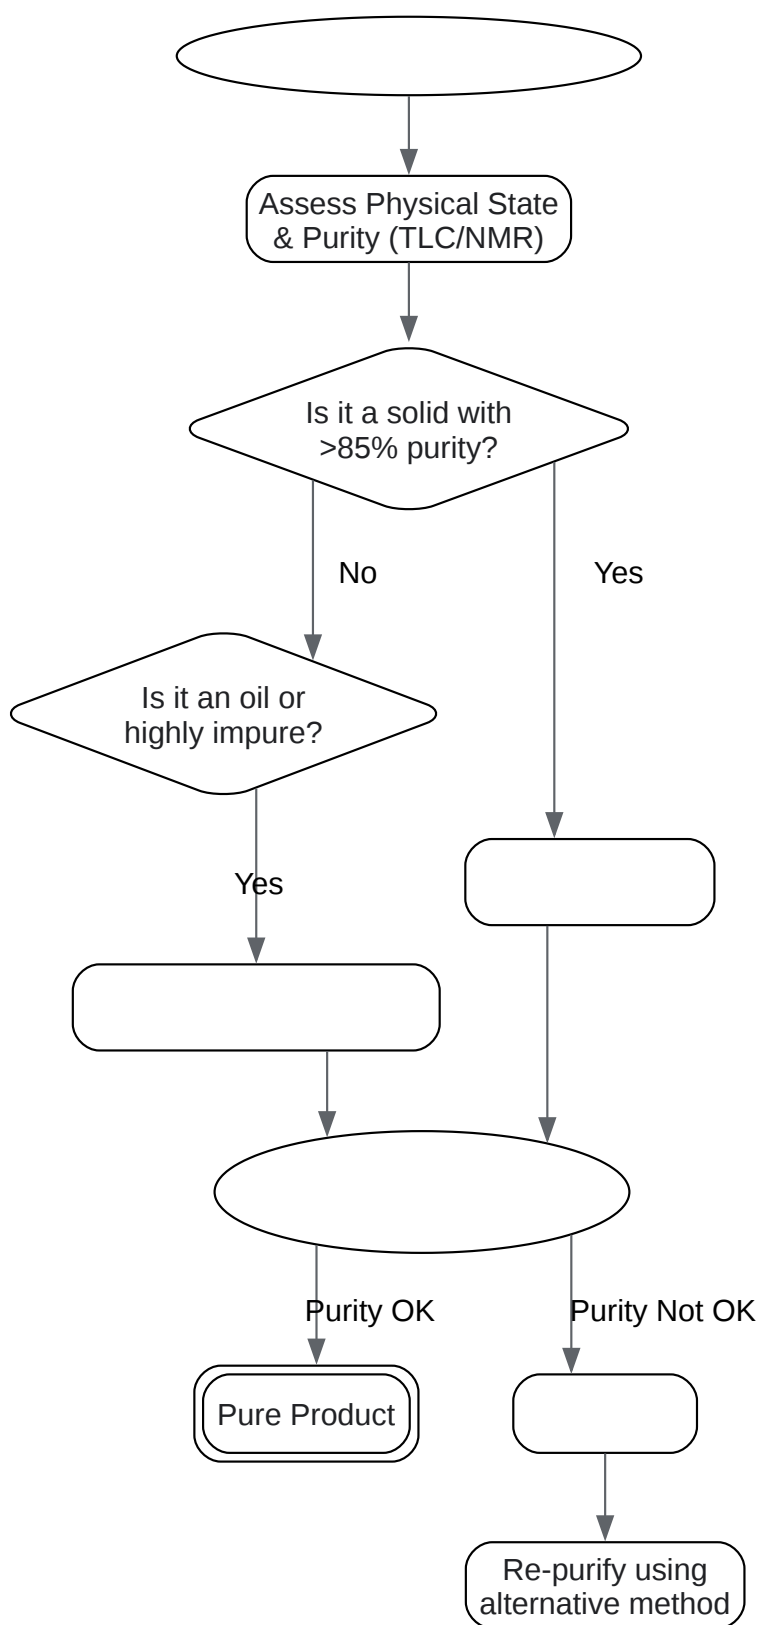 Assess Physical State
& Purity (TLC/NMR)
Is it a solid with
>85% purity?
No
Yes
Is it an oil or
highly impure?
Yes
Purity OK
Purity Not OK
Pure Product
Re-purify using
alternative method